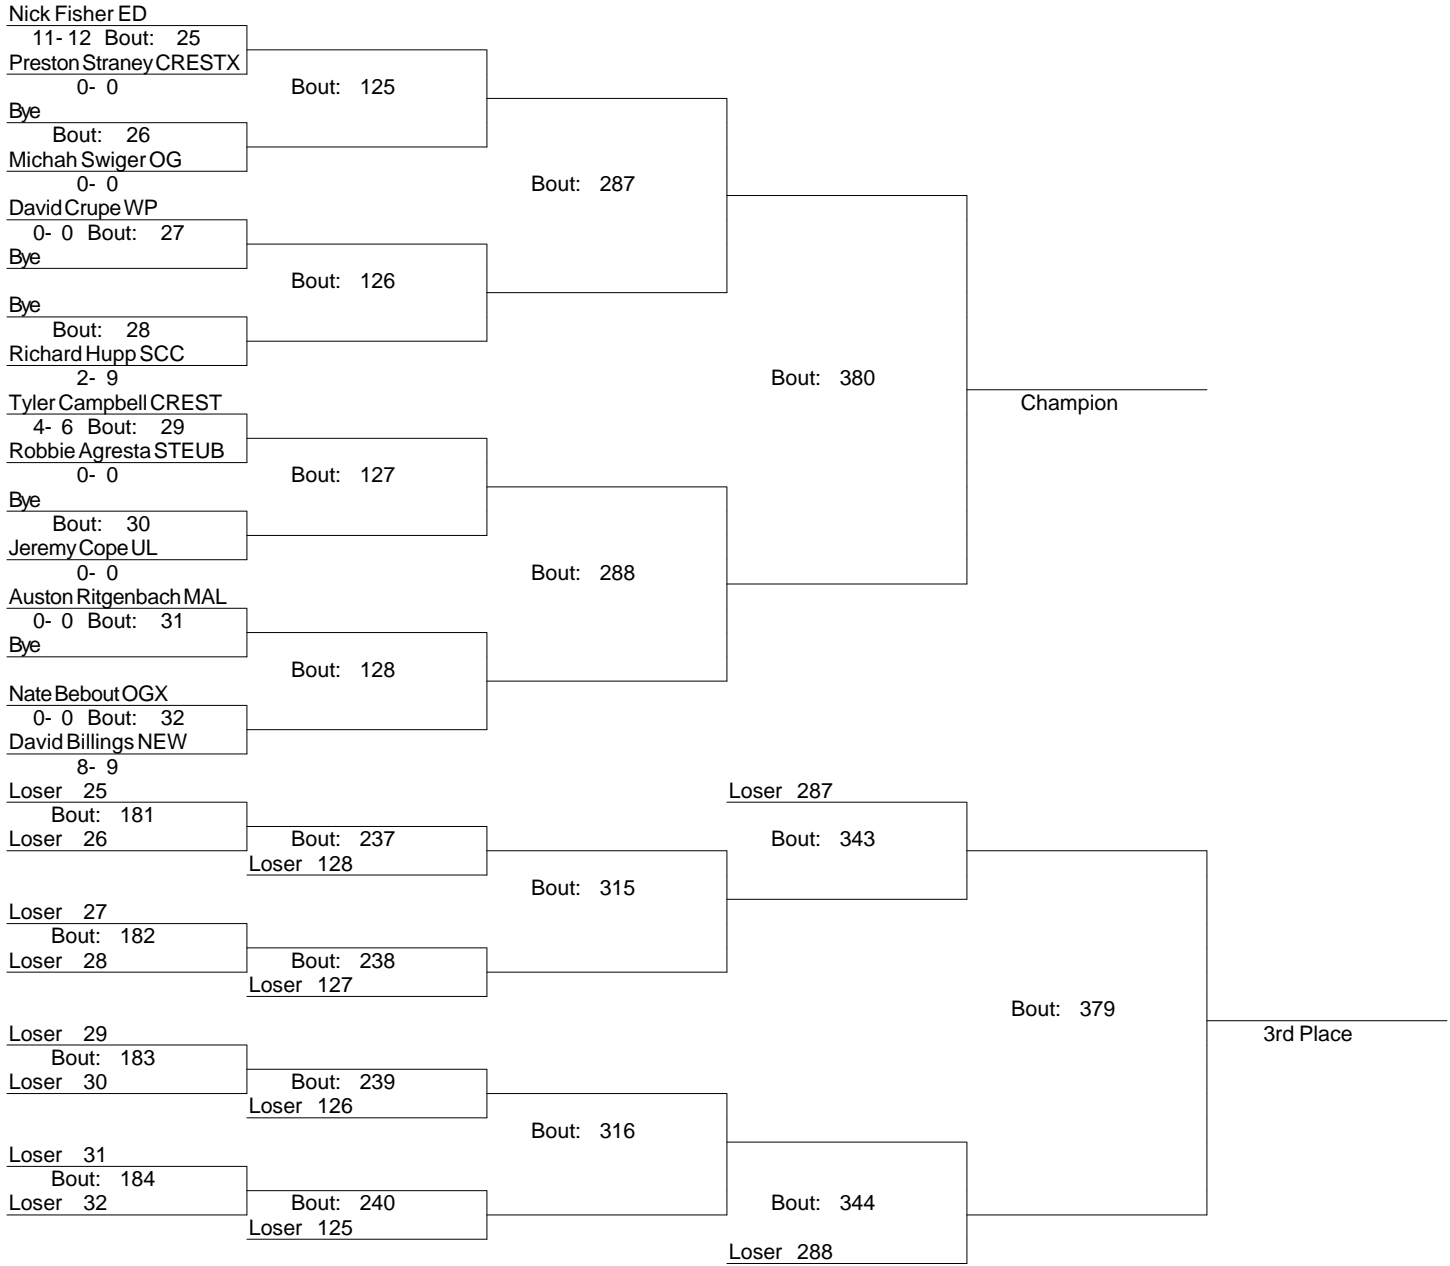 Nick Fisher ED
11- 12 Bout: 25
Preston Straney CRESTX
0- 0
Bout: 125
Bye
Bout: 26
Michah Swiger OG
0- 0
Bout: 287
David Crupe WP
0- 0 Bout: 27
Bye
Bout: 126
Bye
Bout: 28
Richard Hupp SCC
2- 9
Bout: 380
Tyler Campbell CREST
Champion
4- 6 Bout: 29
Robbie Agresta STEUB
0- 0
Bout: 127
Bye
Bout: 30
Jeremy Cope UL
0- 0
Bout: 288
Auston Ritgenbach MAL
0- 0 Bout: 31
Bye
Bout: 128
Nate Bebout OGX
0- 0 Bout: 32
David Billings NEW
8- 9
Loser 25
Loser 287
Bout: 181
Loser 26
Bout: 237
Bout: 343
Loser 128
Bout: 315
Loser 27
Bout: 182
Loser 28
Bout: 238
Loser 127
Bout: 379
Loser 29
3rd Place
Bout: 183
Loser 30
Bout: 239
Loser 126
Bout: 316
Loser 31
Bout: 184
Loser 32
Bout: 240
Bout: 344
Loser 125
Loser 288